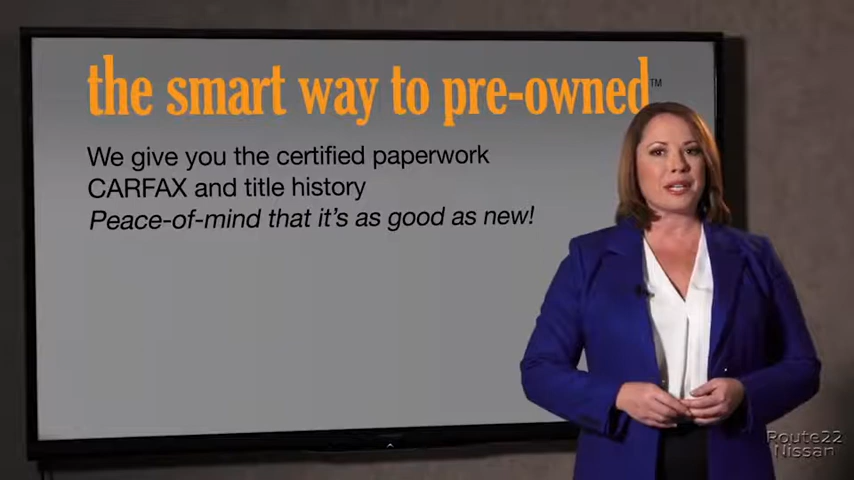 the smart way to pre-owned™
We give you the certified paperwork
CARFAX and title history
Peace-of-mind that it's as good as new!
Route22
Nissan